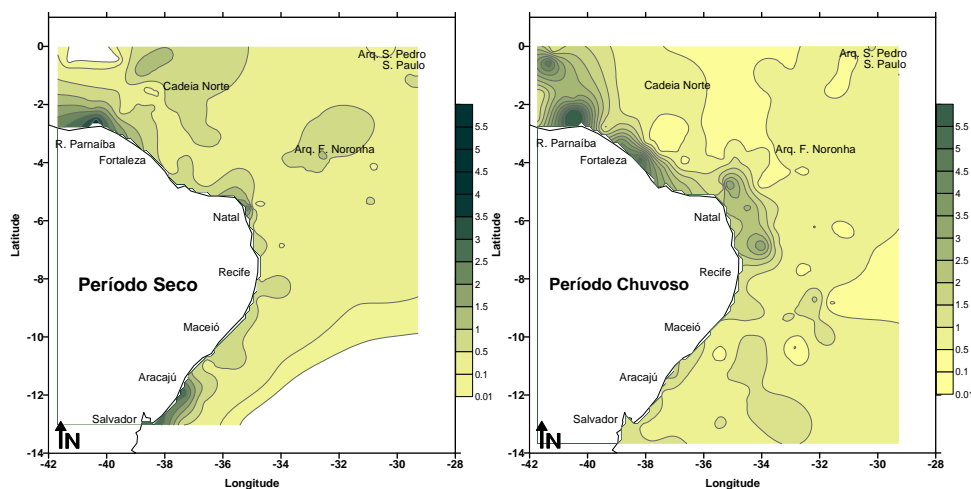 0
-2
-4
-6
-8
-10
-12
-14
Latitude
Arq. S. Pedro
S. Paulo
Cadeia Norte
R. Parnaíba
Fortaleza
Arq. F. Noronha
Natal
Recife
Período Seco
Maceió
Aracajú
Salvador
N
-42 -40 -38 -36 -34 -32 -30 -28
Longitude
5.5
5
4.5
4
3.5
3
2.5
2
1.5
1
0.5
0.1
0.01
0
-2
-4
-6
-8
-10
-12
-14
Latitude
Arq. S. Pedro
S. Paulo
Cadeia Norte
R. Parnaíba
Fortaleza
Arq. F. Noronha
Natal
Recife
Período Chuvoso
Maceió
Aracajú
Salvador
N
-42 -40 -38 -36 -34 -32 -30 -28
Longitude
5.5
5
4.5
4
3.5
3
2.5
2
1.5
1
0.5
0.1
0.01